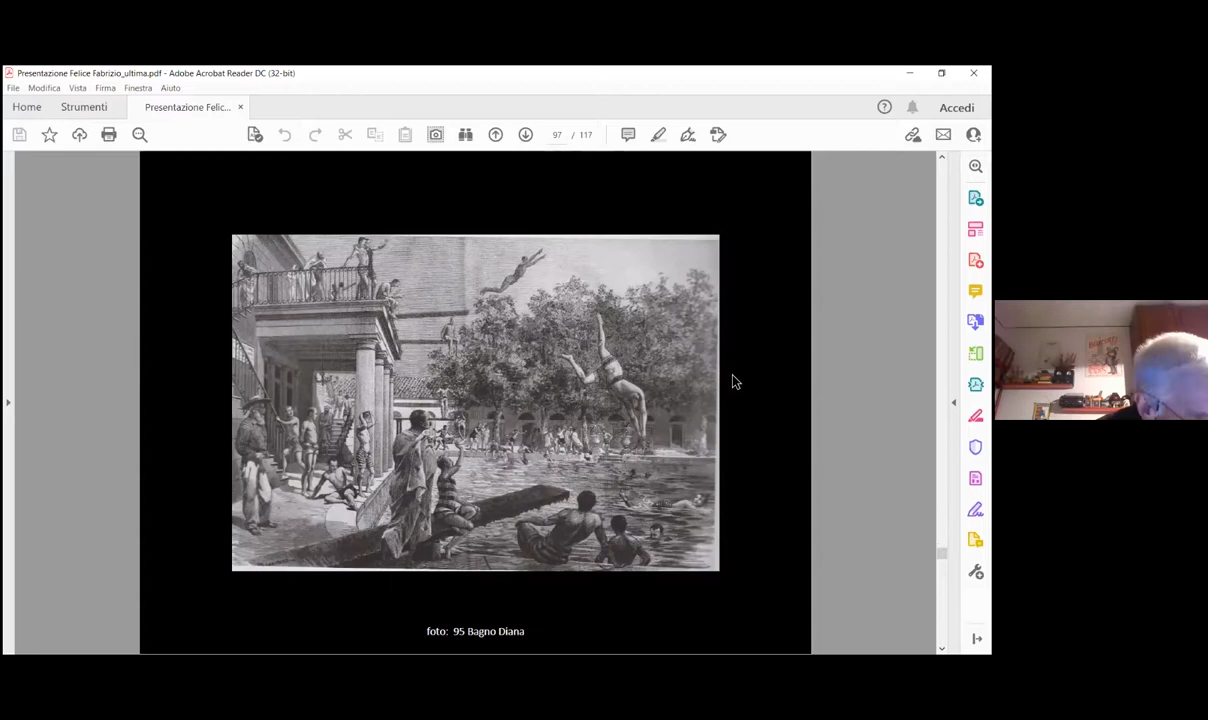 Presentazione Felice Fabrizio_ultima.pdf - Adobe Acrobat Reader DC (32-bit)
File Modifica Vista Firma Finestra Aiuto
Home Strumenti Presentazione Felic... × Accedi
97 / 117
foto: 95 Bagno Diana